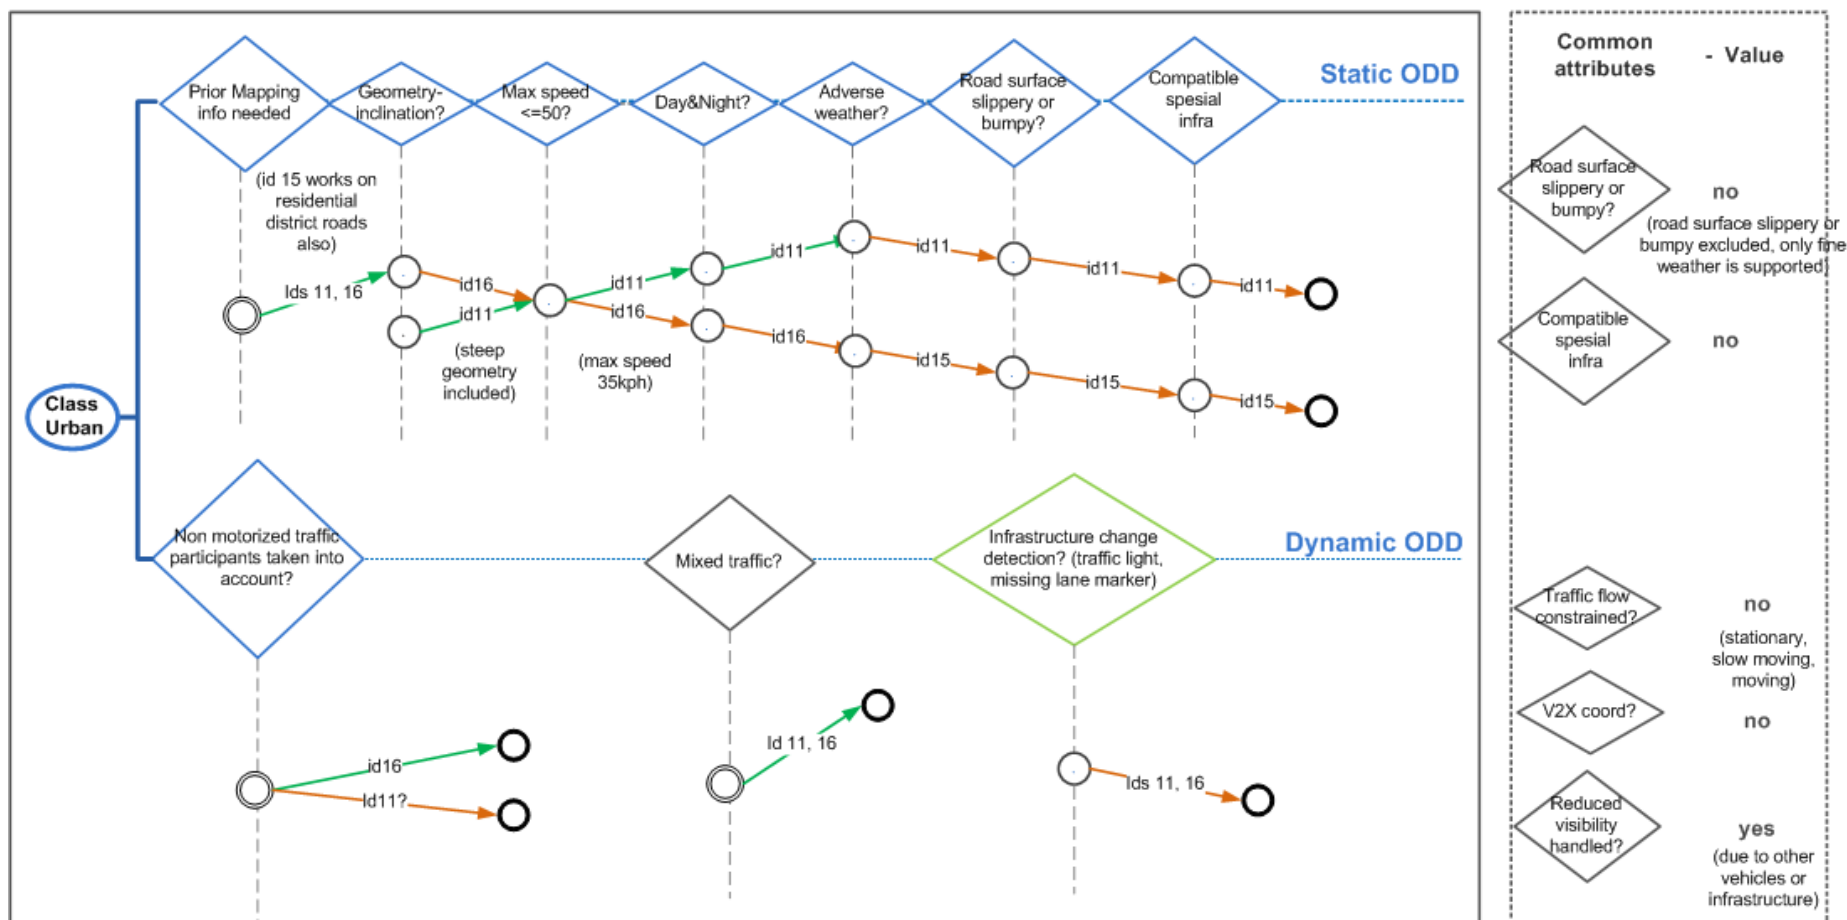 Prior Mapping
info needed
Geometry-
inclination?
Max speed
<=50?
Day&Night?
Adverse
weather?
Road surface
slippery or
bumpy?
Compatible
spesial
infra
Static ODD
(id 15 works on
residential
district roads
also)
Ids 11, 16
id16
id11
(steep
geometry
included)
id11
id16
(max speed
35kph)
id11
id16
id11
id15
id11
id15
id11
id15
Class
Urban
Non motorized traffic
participants taken into
account?
Mixed traffic?
Infrastructure change
detection? (traffic light,
missing lane marker)
Dynamic ODD
id16
Id11?
Id 11, 16
Ids 11, 16
Common
attributes
- Value
Road surface
slippery or
bumpy?
no
(road surface slippery or
bumpy excluded, only fine
weather is supported)
Compatible
spesial
infra
no
Traffic flow
constrained?
no
(stationary,
slow moving,
moving)
V2X coord?
no
Reduced
visibility
handled?
yes
(due to other
vehicles or
infrastructure)